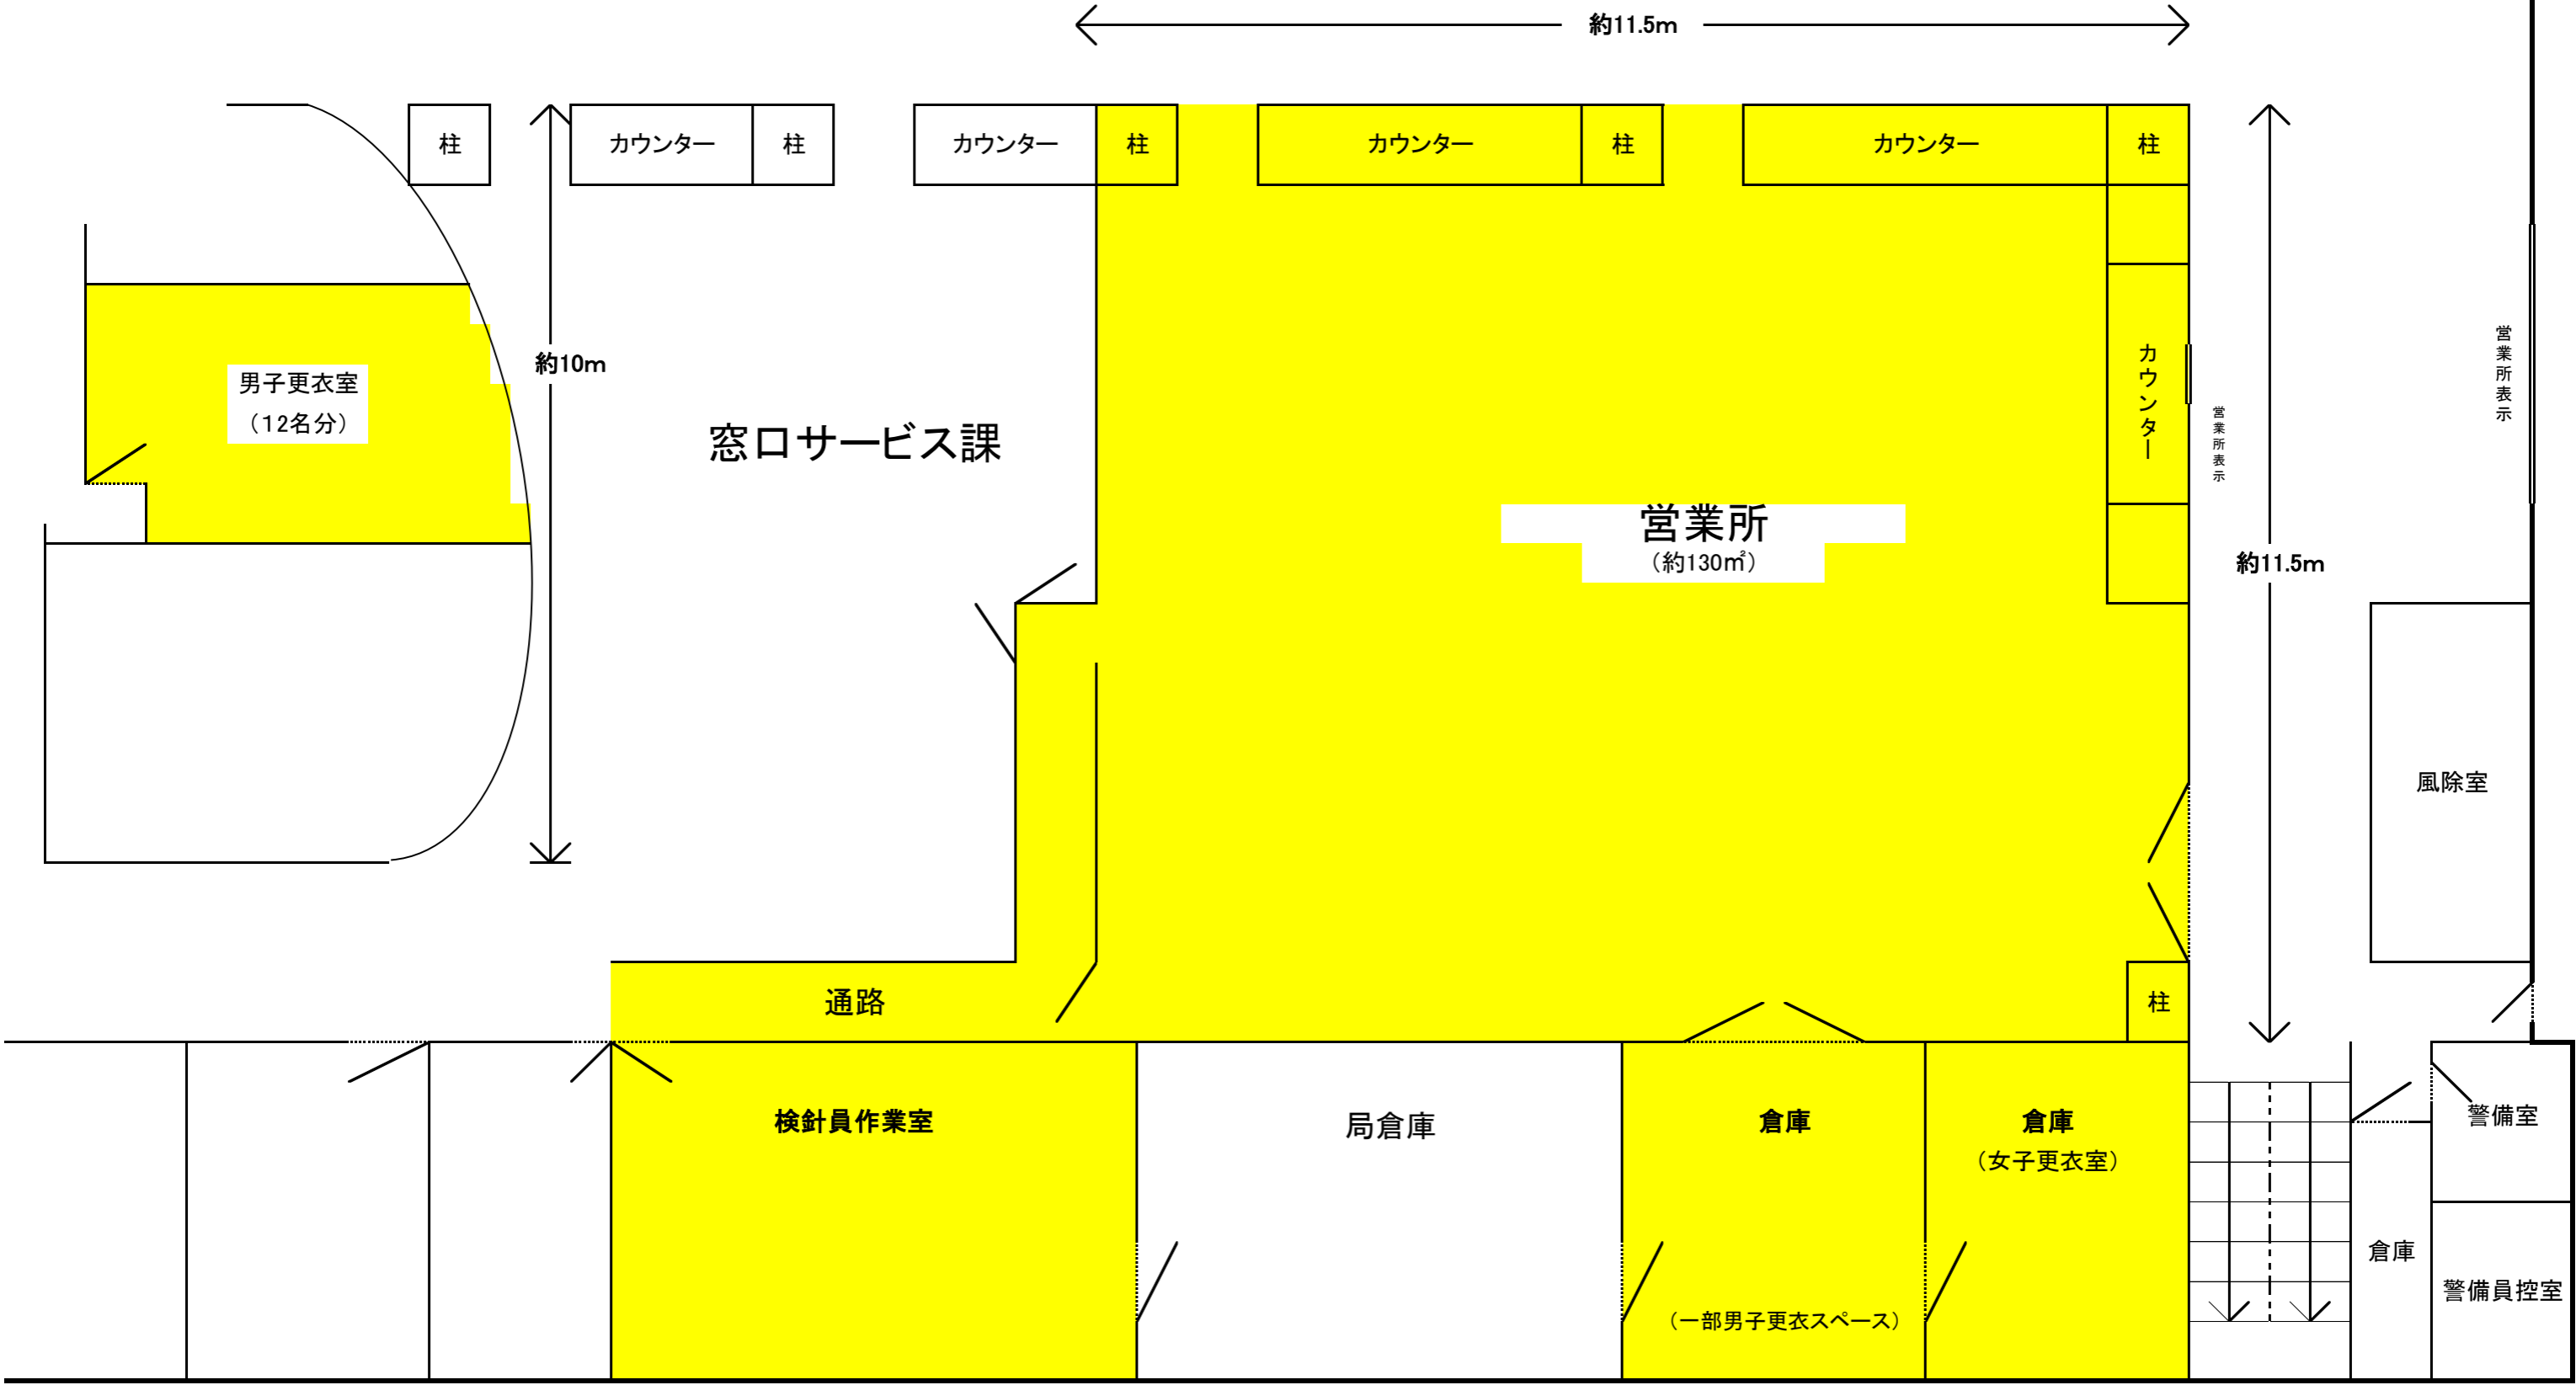 約11.5m
柱
カウンター
柱
カウンター
柱
カウンター
柱
カウンター
柱
約10m
男子更衣室
（12名分）
窓口サービス課
カウンター
営業所表示
営業所表示
営業所
（約130㎡）
約11.5m
風除室
通路
柱
検針員作業室
局倉庫
倉庫
倉庫
（女子更衣室）
（一部男子更衣スペース）
警備室
倉庫
警備員控室